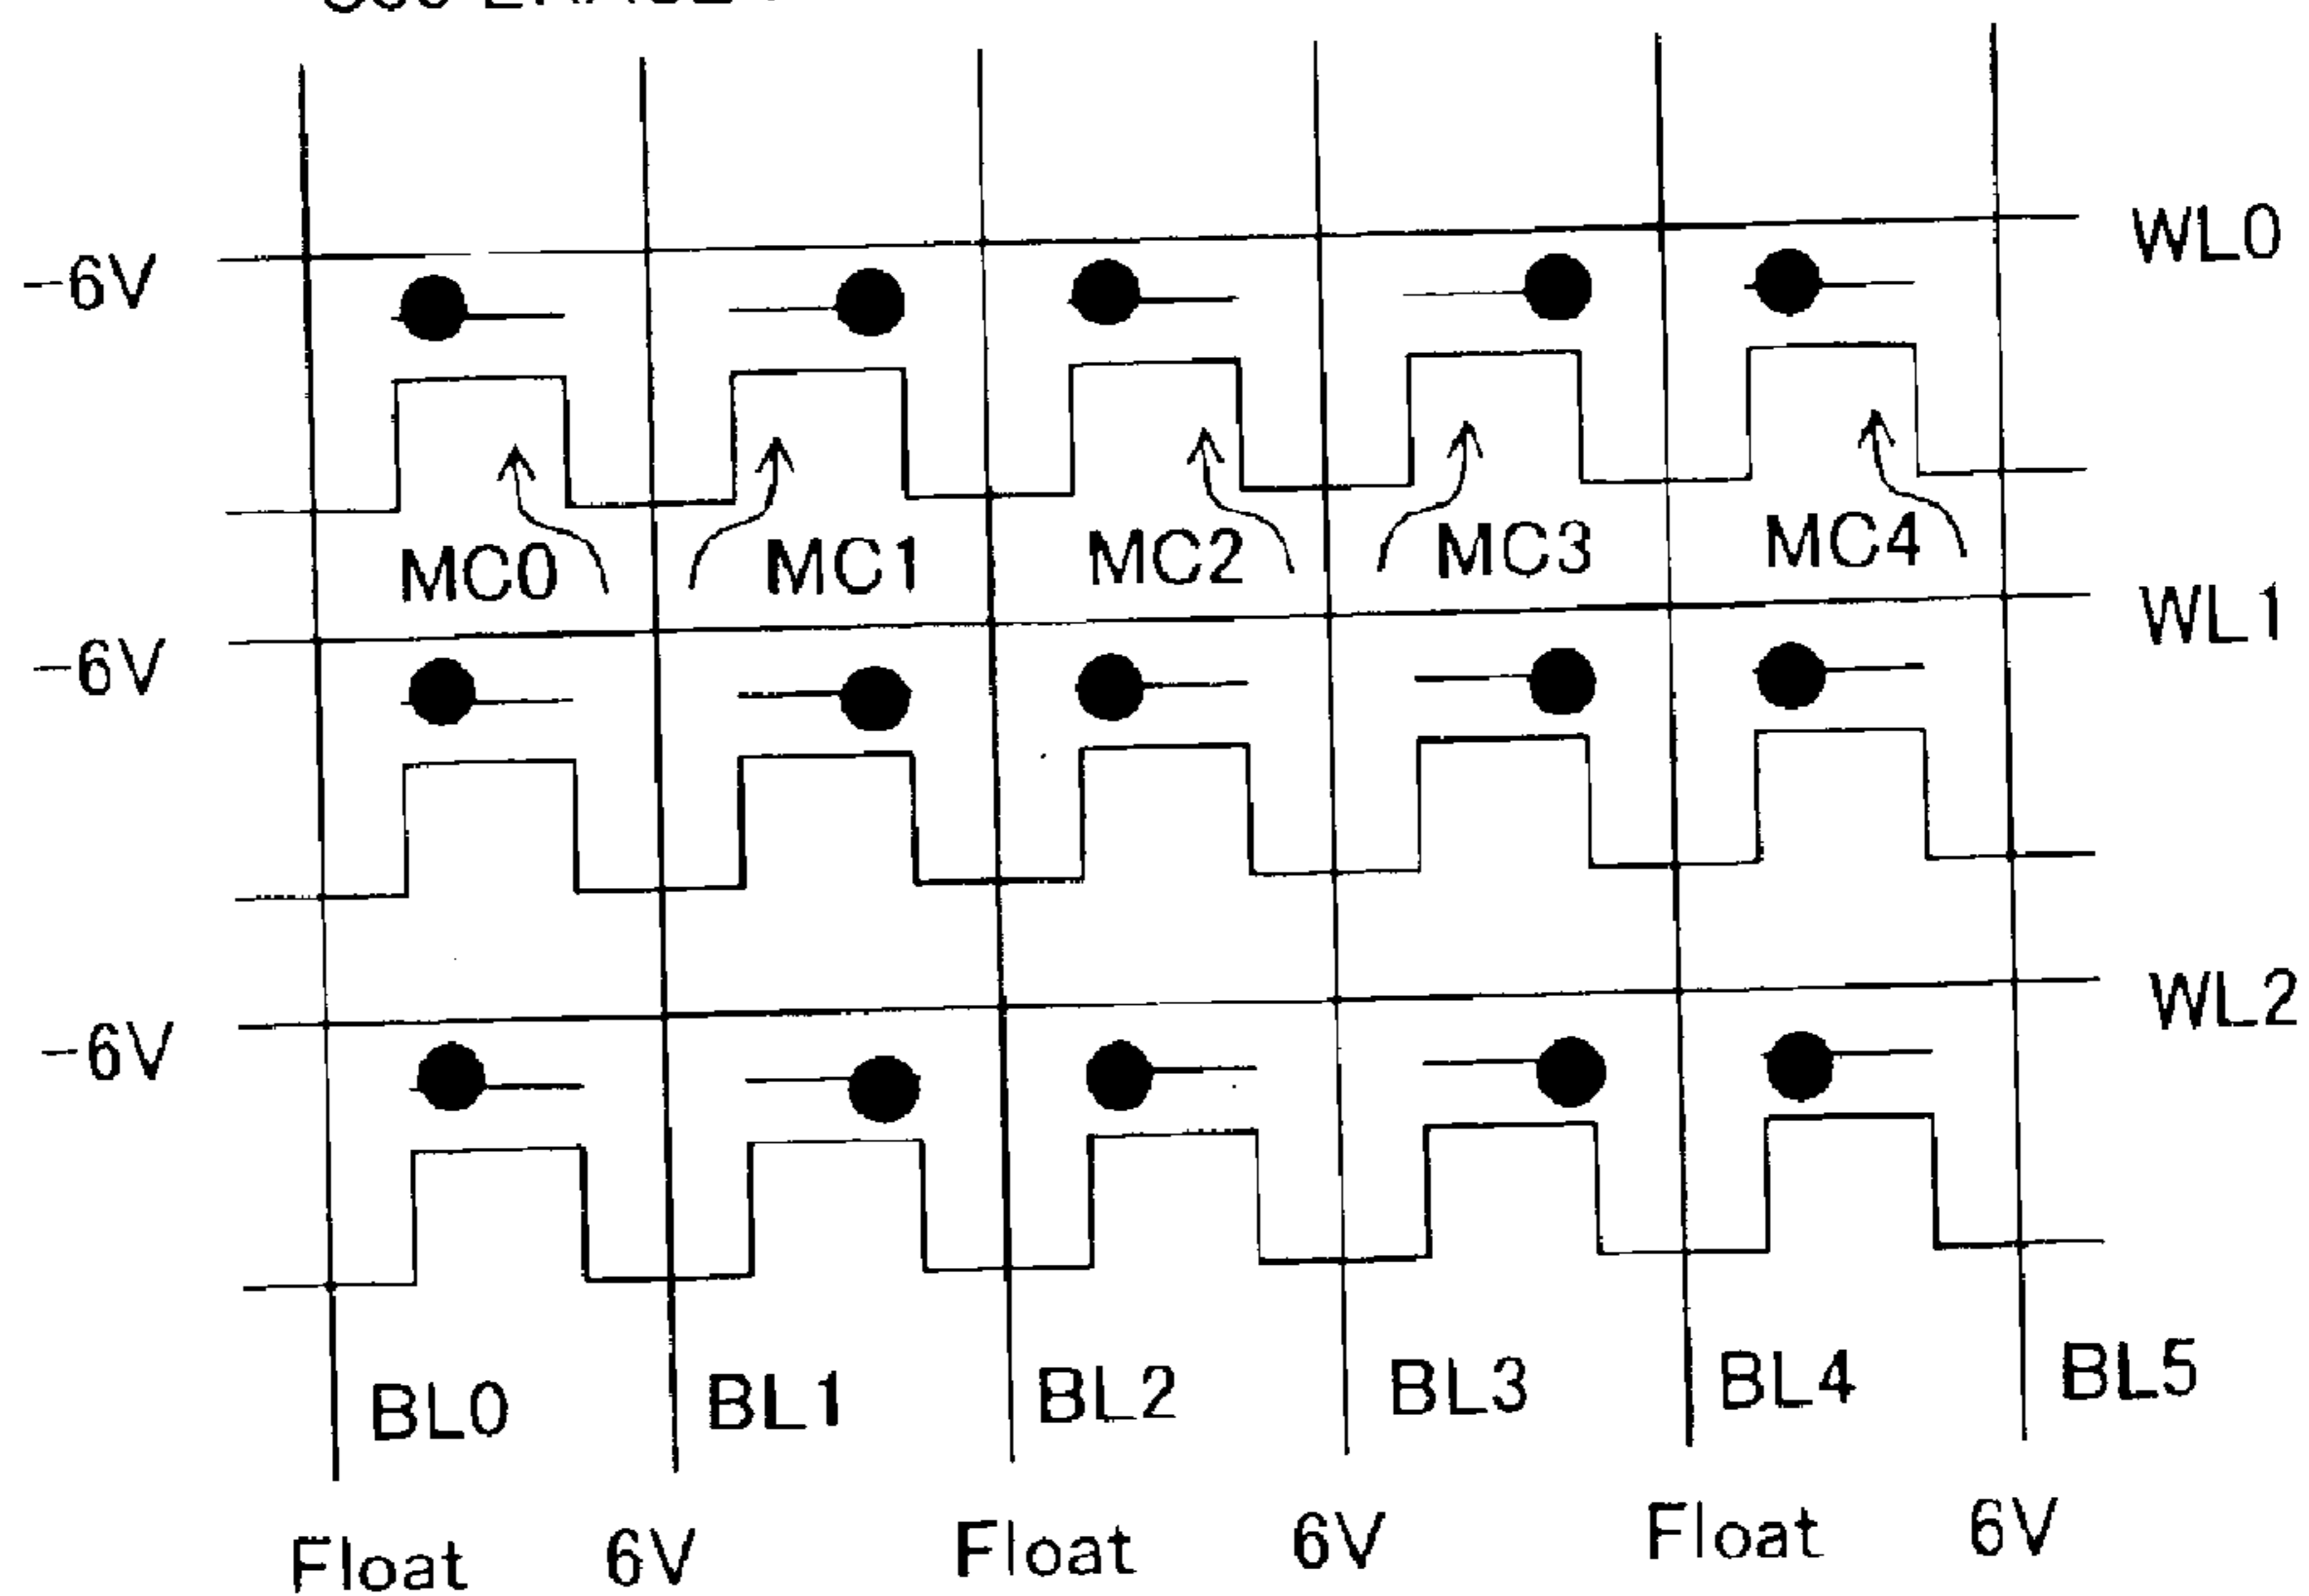 -6V WL0
MC0 MC1 MC2 MC3 MC4
-6V WL1
-6V WL2
BL0 BL1 BL2 BL3 BL4 BL5
Float 6V Float 6V Float 6V